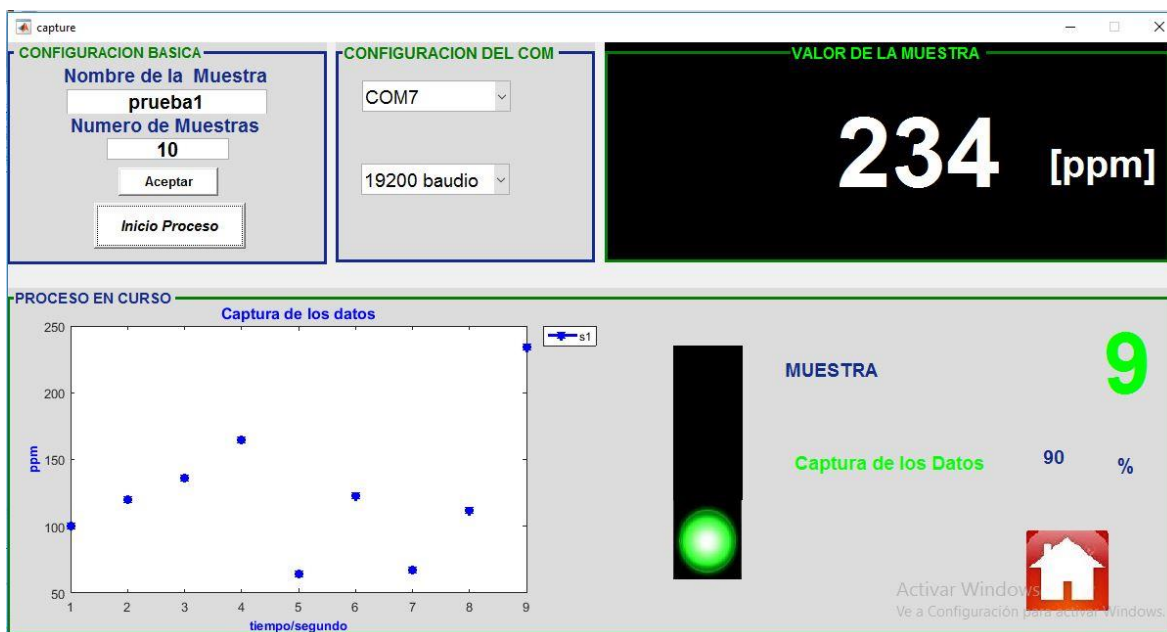 capture
CONFIGURACION BASICA
Nombre de la Muestra
prueba1
Numero de Muestras
10
Aceptar
Inicio Proceso
CONFIGURACION DEL COM
COM7
19200 baudio
VALOR DE LA MUESTRA
234 [ppm]
PROCESO EN CURSO
Captura de los datos
250
200
150
100
50
ppm
1 2 3 4 5 6 7 8 9
tiempo/segundo
s1
MUESTRA 9
Captura de los Datos 90 %
Activar Windows
Ve a Configuración para activar Windows.